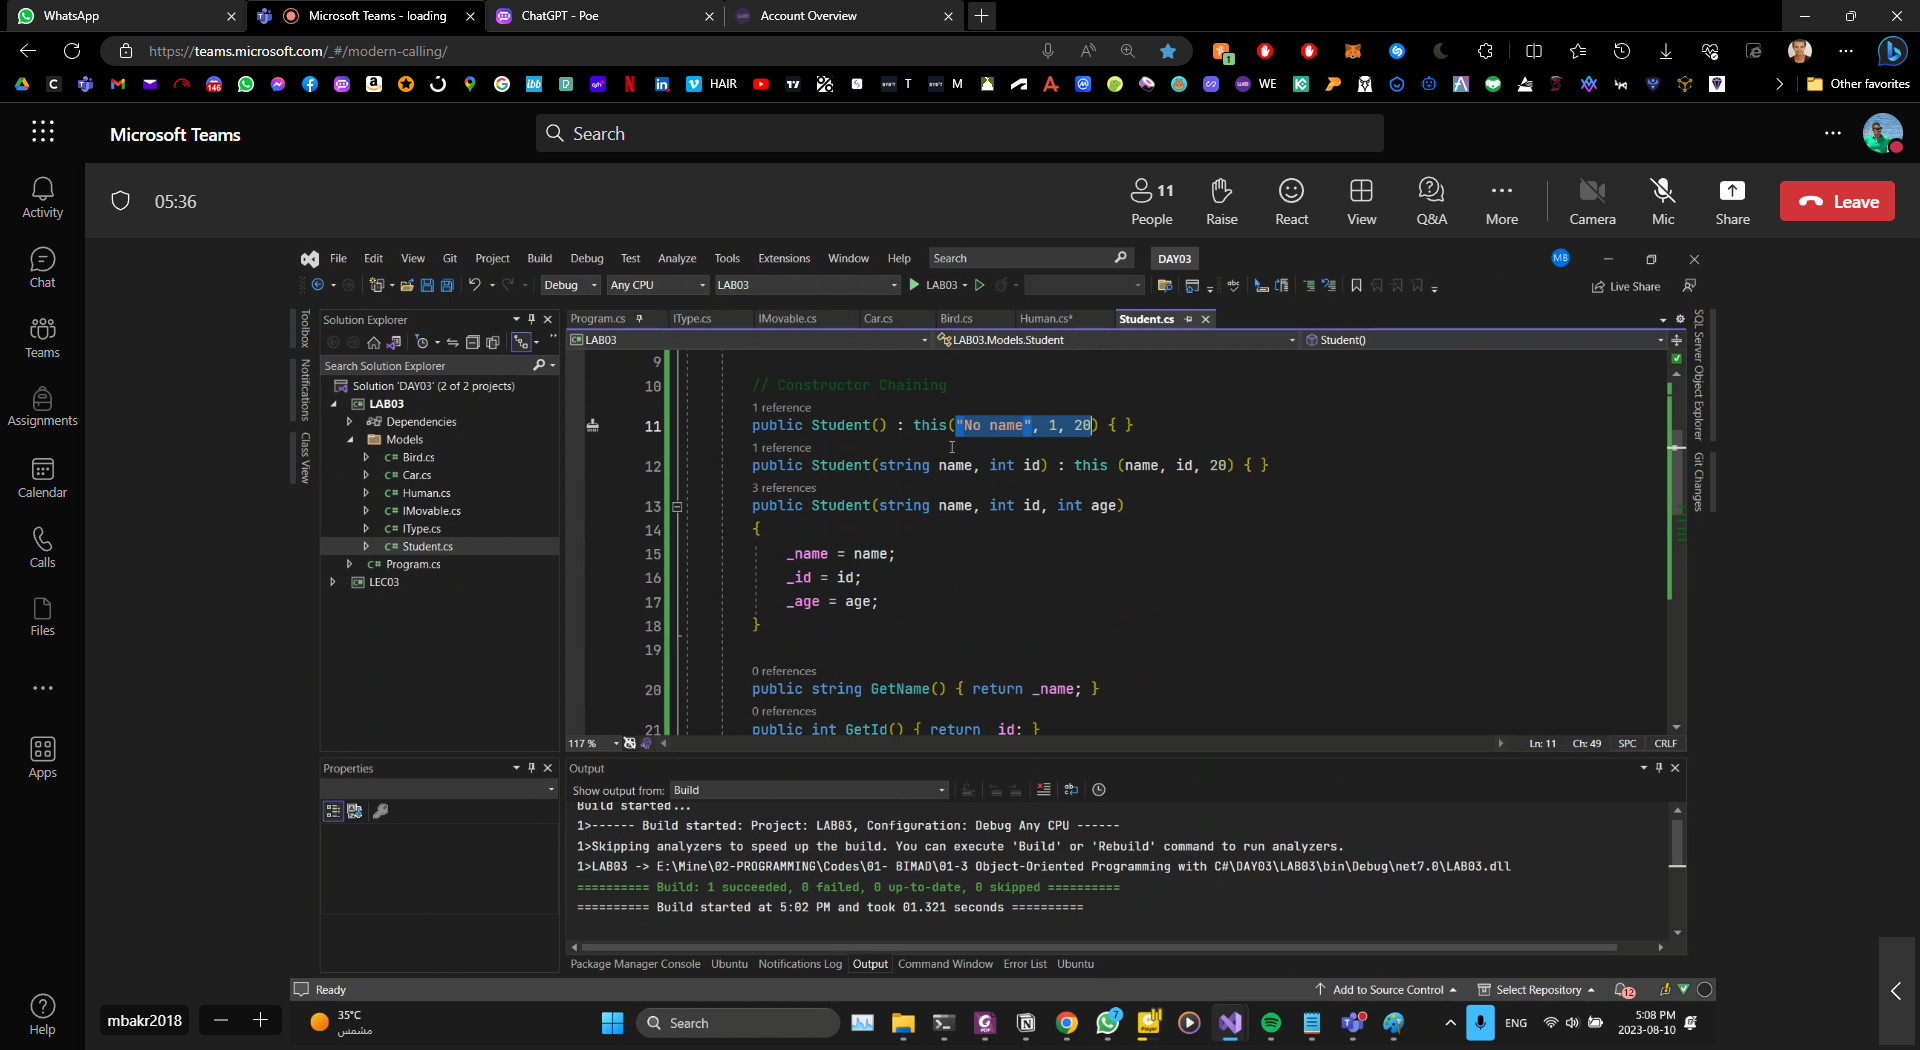 WhatsApp
Microsoft Teams - loading
ChatGPT - Poe
Account Overview
https://teams.microsoft.com/_#/modern-calling/
1
146
ibb
HAIR
T
M
WE
Other favorites
Microsoft Teams
Search
Activity
Chat
Teams
Assignments
Calendar
Calls
Files
Apps
Help
05:36
11
People
Raise
React
View
Q&A
More
Camera
Mic
Share
Leave
File Edit View Git Project Build Debug Test Analyze Tools Extensions Window Help
Search
DAY03
MB
Debug
Any CPU
LAB03
LAB03
Live Share
Toolbox
Notifications
Class View
Solution Explorer
Search Solution Explorer
Solution 'DAY03' (2 of 2 projects)
LAB03
Dependencies
Models
C# Bird.cs
C# Car.cs
C# Human.cs
C# IMovable.cs
C# IType.cs
C# Student.cs
C# Program.cs
LEC03
Properties
Program.cs
IType.cs
IMovable.cs
Car.cs
Bird.cs
Human.cs*
Student.cs
LAB03
LAB03.Models.Student
Student()
9
10 // Constructor Chaining
1 reference
11 public Student() : this("No name", 1, 20) { }
1 reference
12 public Student(string name, int id) : this (name, id, 20) { }
3 references
13 public Student(string name, int id, int age)
14 {
15 _name = name;
16 _id = id;
17 _age = age;
18 }
19
0 references
20 public string GetName() { return _name; }
0 references
21 public int GetId() { return _id; }
117 %
Ln: 11 Ch: 49 SPC CRLF
SQL Server Object Explorer
Git Changes
Output
Show output from: Build
Build started...
1>------ Build started: Project: LAB03, Configuration: Debug Any CPU ------
1>Skipping analyzers to speed up the build. You can execute 'Build' or 'Rebuild' command to run analyzers.
1>LAB03 -> E:\Mine\02-PROGRAMMING\Codes\01- BIMAD\01-3 Object-Oriented Programming with C#\DAY03\LAB03\bin\Debug\net7.0\LAB03.dll
========== Build: 1 succeeded, 0 failed, 0 up-to-date, 0 skipped ==========
========== Build started at 5:02 PM and took 01.321 seconds ==========
Package Manager Console Ubuntu Notifications Log Output Command Window Error List Ubuntu
Ready
Add to Source Control
Select Repository
12
mbakr2018
35°C
مشمس
Search
7
ENG
5:08 PM
2023-08-10